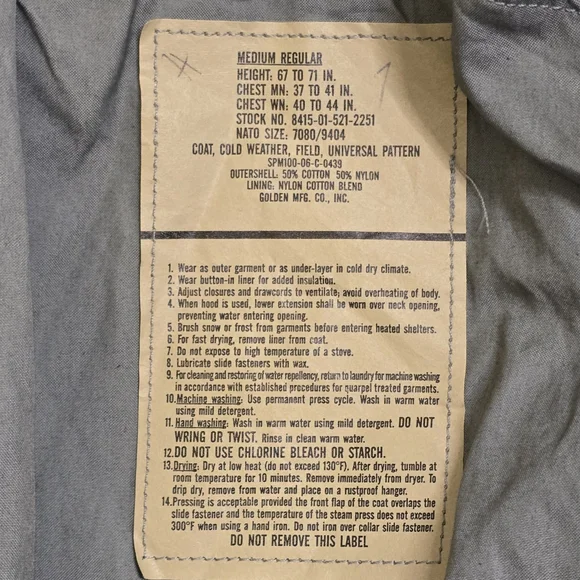 MEDIUM REGULAR
HEIGHT: 67 TO 71 IN.
CHEST MN: 37 TO 41 IN.
CHEST WN: 40 TO 44 IN.
STOCK NO. 8415-01-521-2251
NATO SIZE: 7080/9404
COAT, COLD WEATHER, FIELD, UNIVERSAL PATTERN
SPM100-06-C-0439
OUTERSHELL: 50% COTTON 50% NYLON
LINING: NYLON COTTON BLEND
GOLDEN MFG. CO., INC.
1. Wear as outer garment or as under-layer in cold dry climate.
2. Wear button-in liner for added insulation.
3. Adjust closures and drawcords to ventilate; avoid overheating of body.
4. When hood is used, lower extension shall be worn over neck opening,
preventing water entering opening.
5. Brush snow or frost from garments before entering heated shelters.
6. For fast drying, remove liner from coat.
7. Do not expose to high temperature of a stove.
8. Lubricate slide fasteners with wax.
9. For cleaning and restoring of water repellency, return to laundry for machine washing
in accordance with established procedures for quarpel treated garments.
10. Machine washing: Use permanent press cycle. Wash in warm water
using mild detergent.
11. Hand washing: Wash in warm water using mild detergent. DO NOT
WRING OR TWIST. Rinse in clean warm water.
12. DO NOT USE CHLORINE BLEACH OR STARCH.
13. Drying: Dry at low heat (do not exceed 130°F). After drying, tumble at
room temperature for 10 minutes. Remove immediately from dryer. To
drip dry, remove from water and place on a rustproof hanger.
14. Pressing is acceptable provided the front flap of the coat overlaps the
slide fastener and the temperature of the steam press does not exceed
300°F when using a hand iron. Do not iron over collar slide fastener.
DO NOT REMOVE THIS LABEL